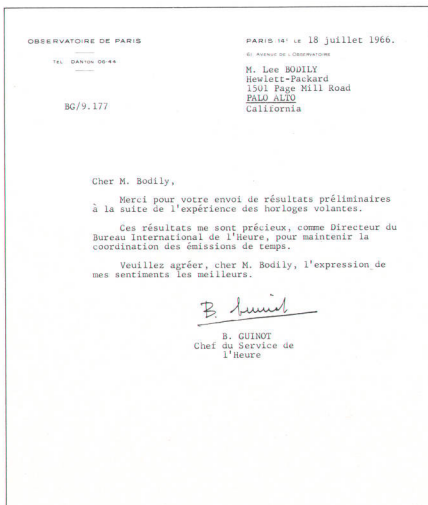 OBSERVATOIRE DE PARIS
TEL. DANTON 06-44
BG/9.177
PARIS 14e LE 18 juillet 1966.
61 AVENUE DE L'OBSERVATOIRE
M. Lee BODILY
Hewlett-Packard
1501 Page Mill Road
PALO ALTO
California
Cher M. Bodily,
Merci pour votre envoi de résultats préliminaires
à la suite de l'expérience des horloges volantes.
Ces résultats me sont précieux, comme Directeur du
Bureau International de l'Heure, pour maintenir la
coordination des émissions de temps.
Veuillez agréer, cher M. Bodily, l'expression de
mes sentiments les meilleurs.
B. Guinot
B. GUINOT
Chef du Service de
l'Heure